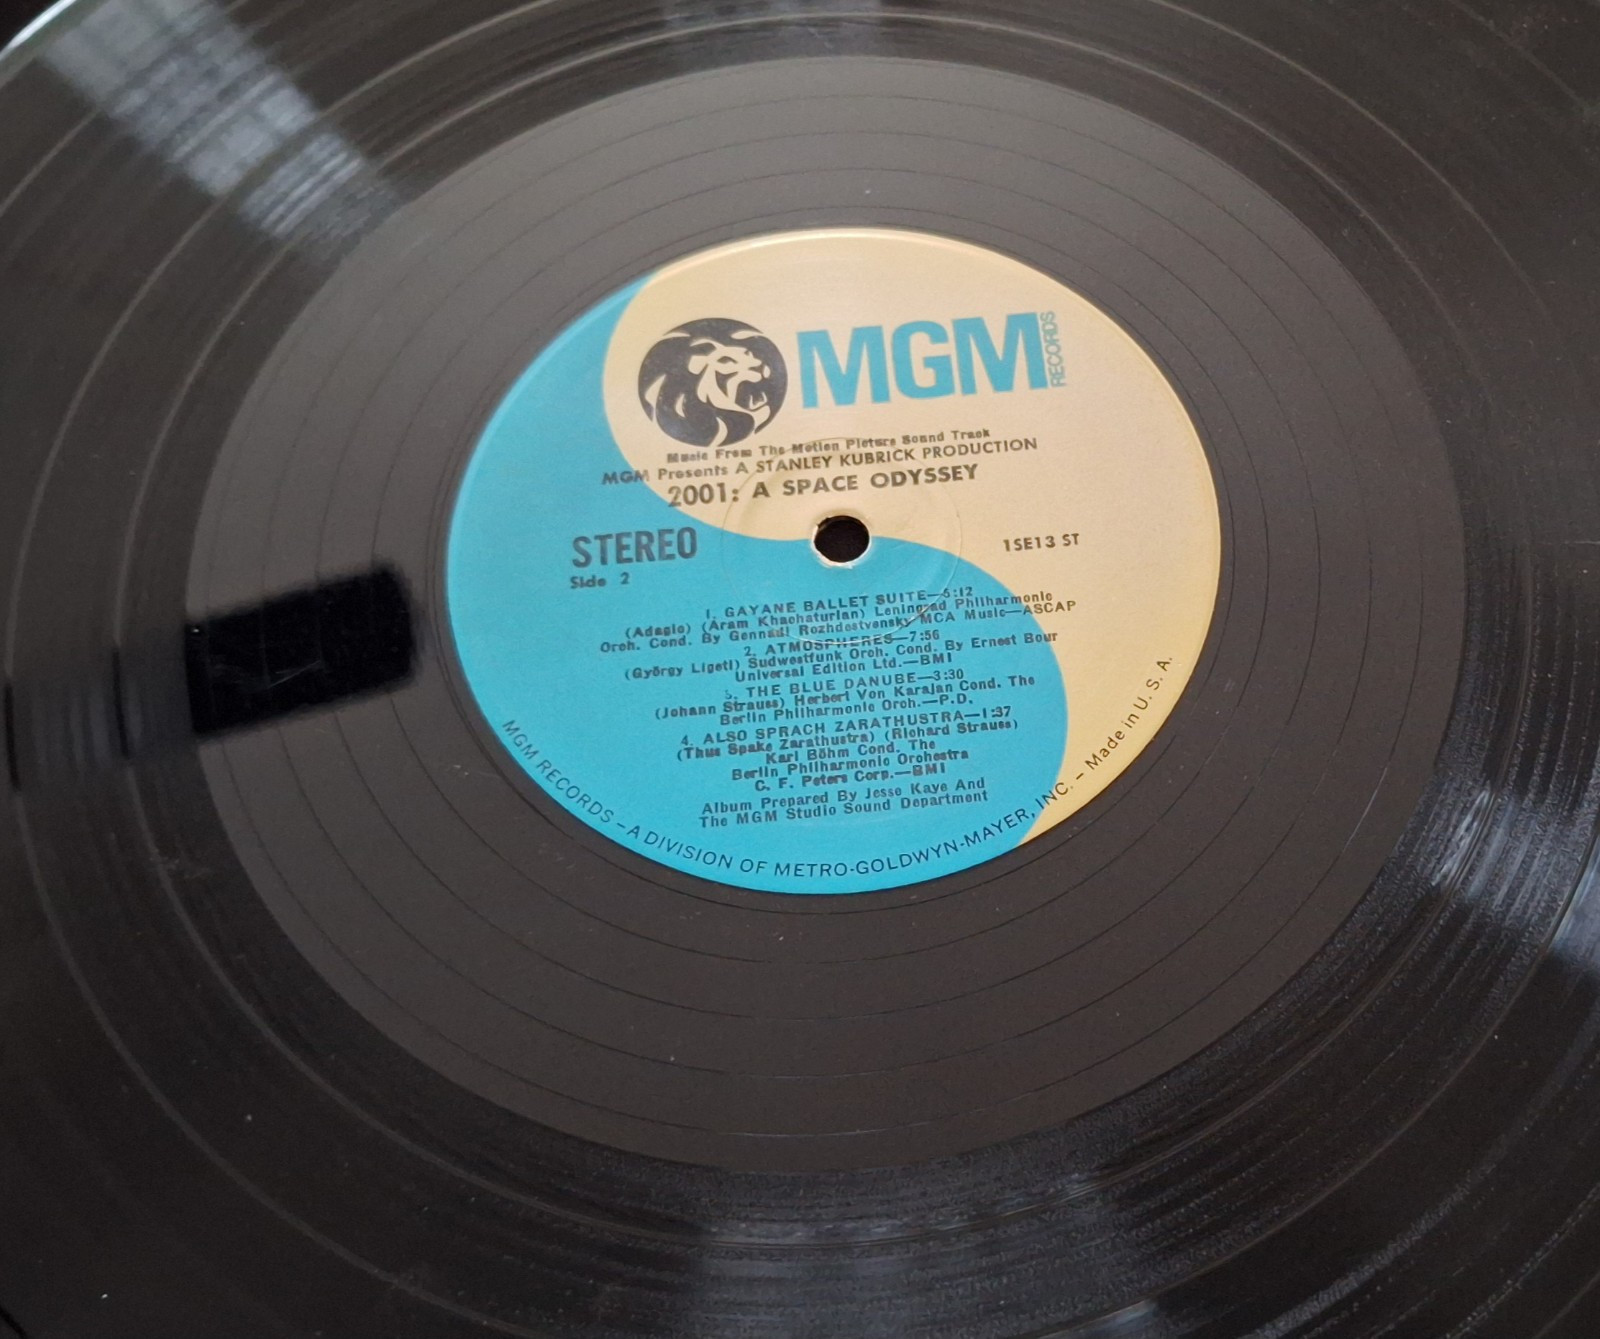 MGM RECORDS
Music From The Motion Picture Sound Track
MGM Presents A STANLEY KUBRICK PRODUCTION
2001: A SPACE ODYSSEY
STEREO
Side 2
1SE13 ST
1. GAYANE BALLET SUITE—5:12
(Adagio) (Aram Khachaturian) Leningrad Philharmonic
Orch. Cond. By Gennadi Rozhdestvensky MCA Music—ASCAP
2. ATMOSPHERES—7:56
(György Ligeti) Sudwestfunk Orch. Cond. By Ernest Bour
Universal Edition Ltd.—BMI
3. THE BLUE DANUBE—3:30
(Johann Strauss) Herbert Von Karajan Cond. The
Berlin Philharmonic Orch.—P.D.
4. ALSO SPRACH ZARATHUSTRA—1:37
(Thus Spake Zarathustra) (Richard Strauss)
Karl Böhm Cond. The
Berlin Philharmonic Orchestra
C. F. Peters Corp.—BMI
Album Prepared By Jesse Kaye And
The MGM Studio Sound Department
MGM RECORDS – A DIVISION OF METRO-GOLDWYN-MAYER, INC. – Made in U. S. A.